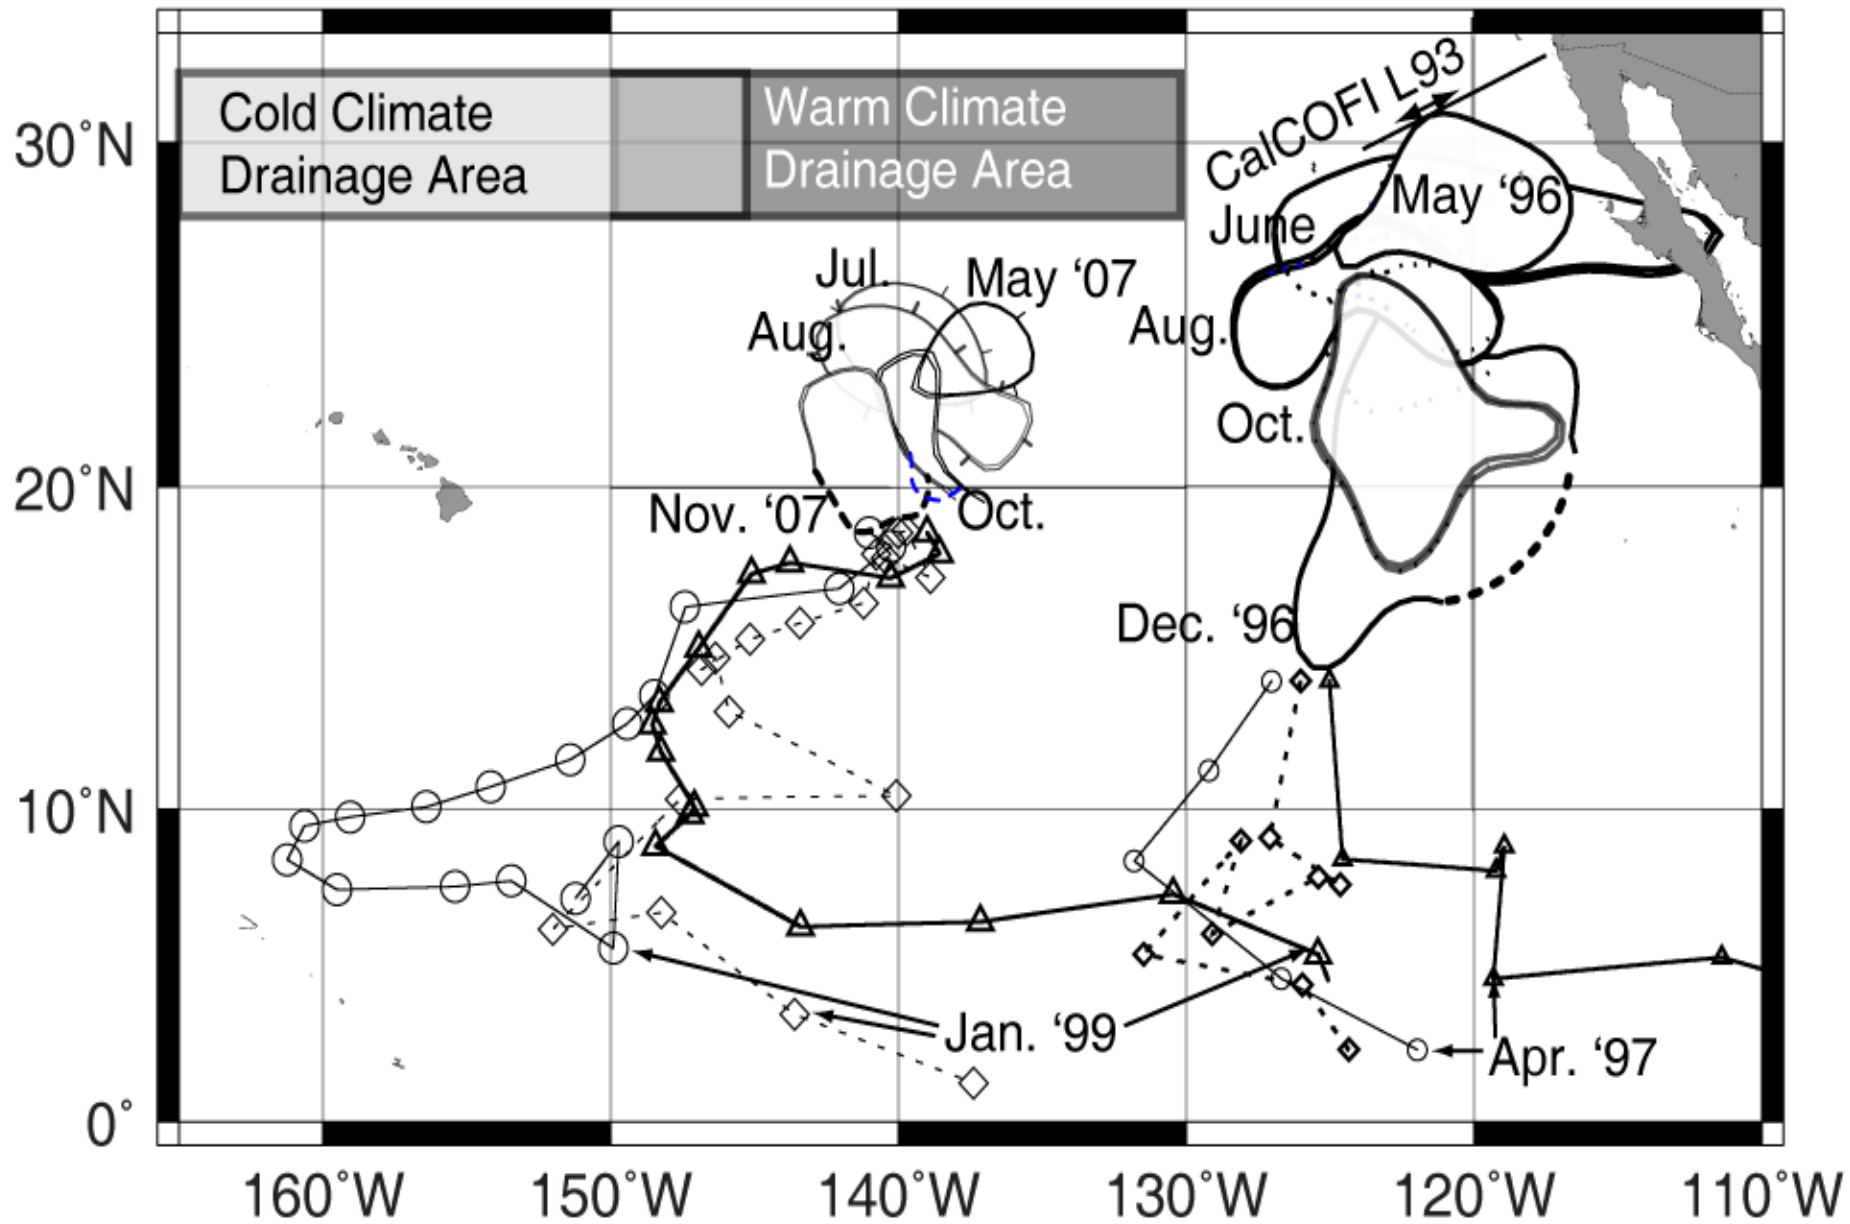 CalCOFI L93
Cold Climate
Drainage Area
Warm Climate
Drainage Area
30°N
May ‘96
June
Jul.
May ‘07
Aug.
Aug.
Oct.
20°N
Nov. ‘07
Oct.
Dec. ‘96
10°N
Jan. ‘99
Apr. ‘97
0°
160°W
150°W
140°W
130°W
120°W
110°W